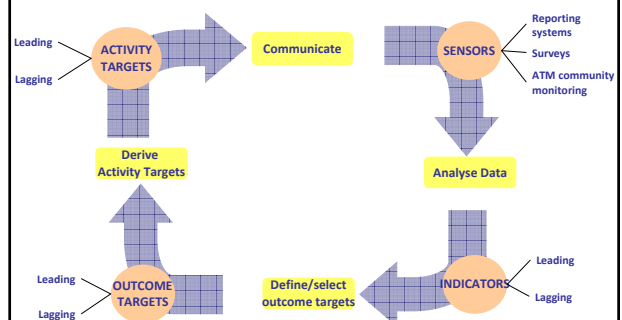 Leading
Lagging
ACTIVITY
TARGETS
Communicate
SENSORS
Reporting
systems
Surveys
ATM community
monitoring
Derive
Activity Targets
Analyse Data
Leading
Lagging
OUTCOME
TARGETS
Define/select
outcome targets
INDICATORS
Leading
Lagging